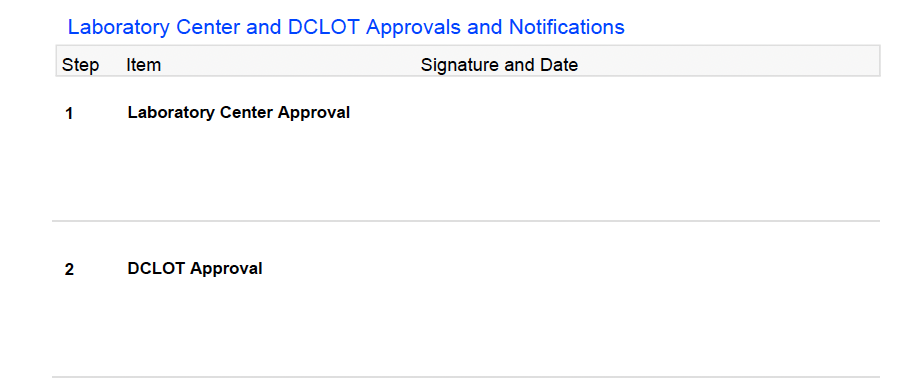 Laboratory Center and DCLOT Approvals and Notifications
Step Item Signature and Date
1 Laboratory Center Approval
2 DCLOT Approval